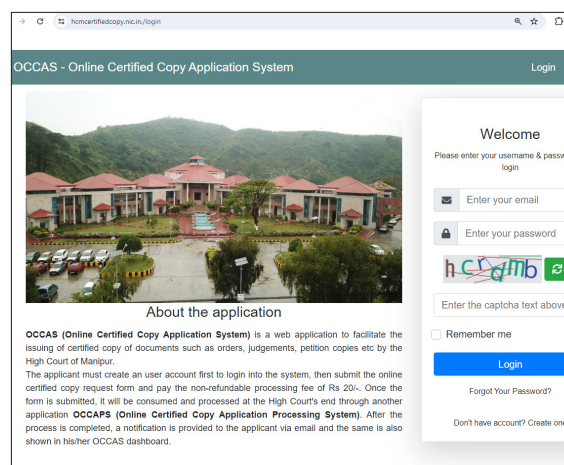 hcmcertifiedcopy.nic.in./login
OCCAS - Online Certified Copy Application System
Login
Welcome
Please enter your username & passw
login
Enter your email
Enter your password
hcrdmb
Enter the captcha text above
Remember me
Login
Forgot Your Password?
Don't have account? Create one
About the application
OCCAS (Online Certified Copy Application System) is a web application to facilitate the
issuing of certified copy of documents such as orders, judgements, petition copies etc by the
High Court of Manipur.
The applicant must create an user account first to login into the system, then submit the online
certified copy request form and pay the non-refundable processing fee of Rs 20/-. Once the
form is submitted, it will be consumed and processed at the High Court's end through another
application OCCAPS (Online Certified Copy Application Processing System). After the
process is completed, a notification is provided to the applicant via email and the same is also
shown in his/her OCCAS dashboard.